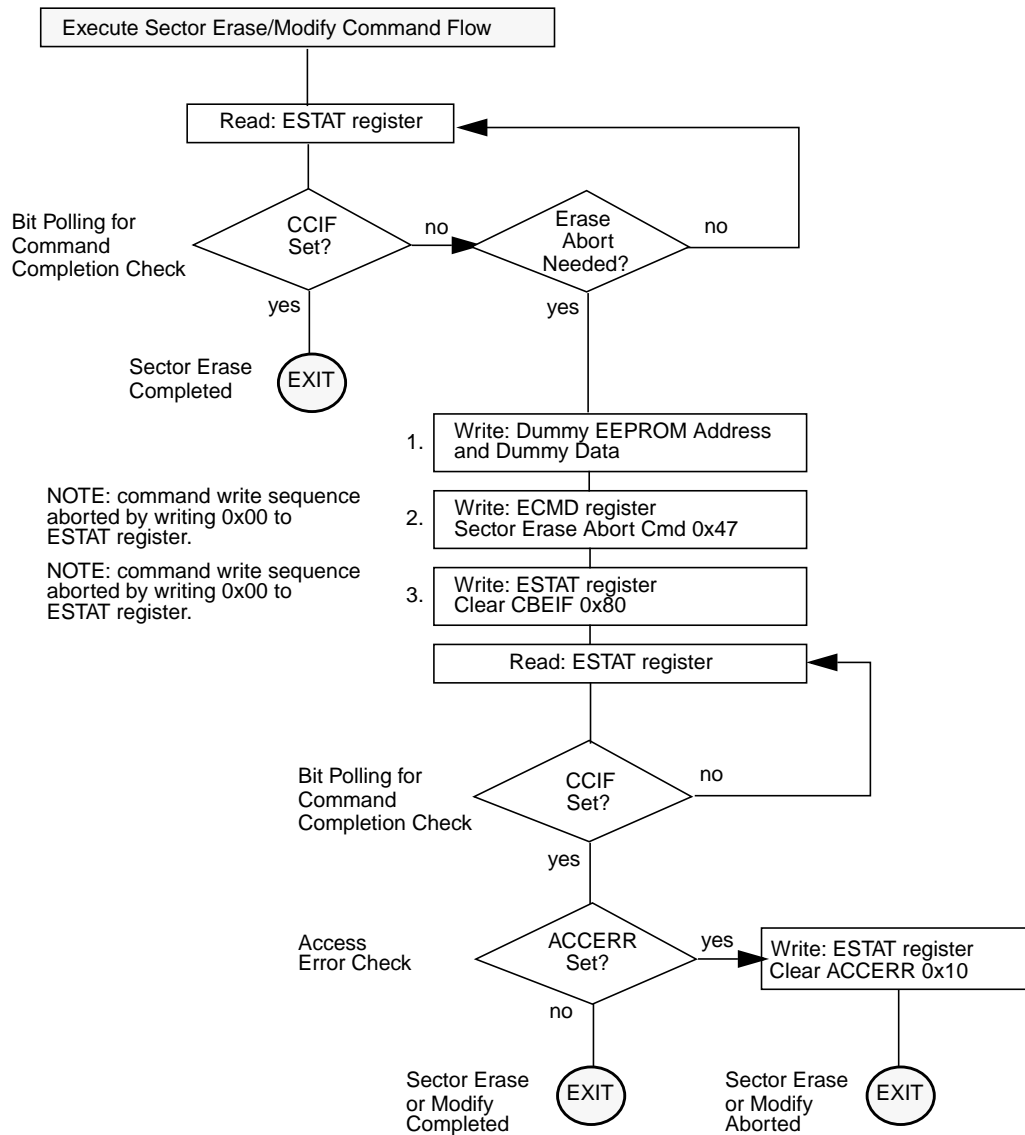 Execute Sector Erase/Modify Command Flow
Read: ESTAT register
Bit Polling for
Command
Completion Check
CCIF
Set?
no
Erase
Abort
Needed?
no
yes
yes
Sector Erase
Completed
EXIT
1.
Write: Dummy EEPROM Address
and Dummy Data
NOTE: command write sequence
aborted by writing 0x00 to
ESTAT register.
2.
Write: ECMD register
Sector Erase Abort Cmd 0x47
NOTE: command write sequence
aborted by writing 0x00 to
ESTAT register.
3.
Write: ESTAT register
Clear CBEIF 0x80
Read: ESTAT register
Bit Polling for
Command
Completion Check
CCIF
Set?
no
yes
Access
Error Check
ACCERR
Set?
yes
Write: ESTAT register
Clear ACCERR 0x10
no
Sector Erase
or Modify
Completed
EXIT
Sector Erase
or Modify
Aborted
EXIT